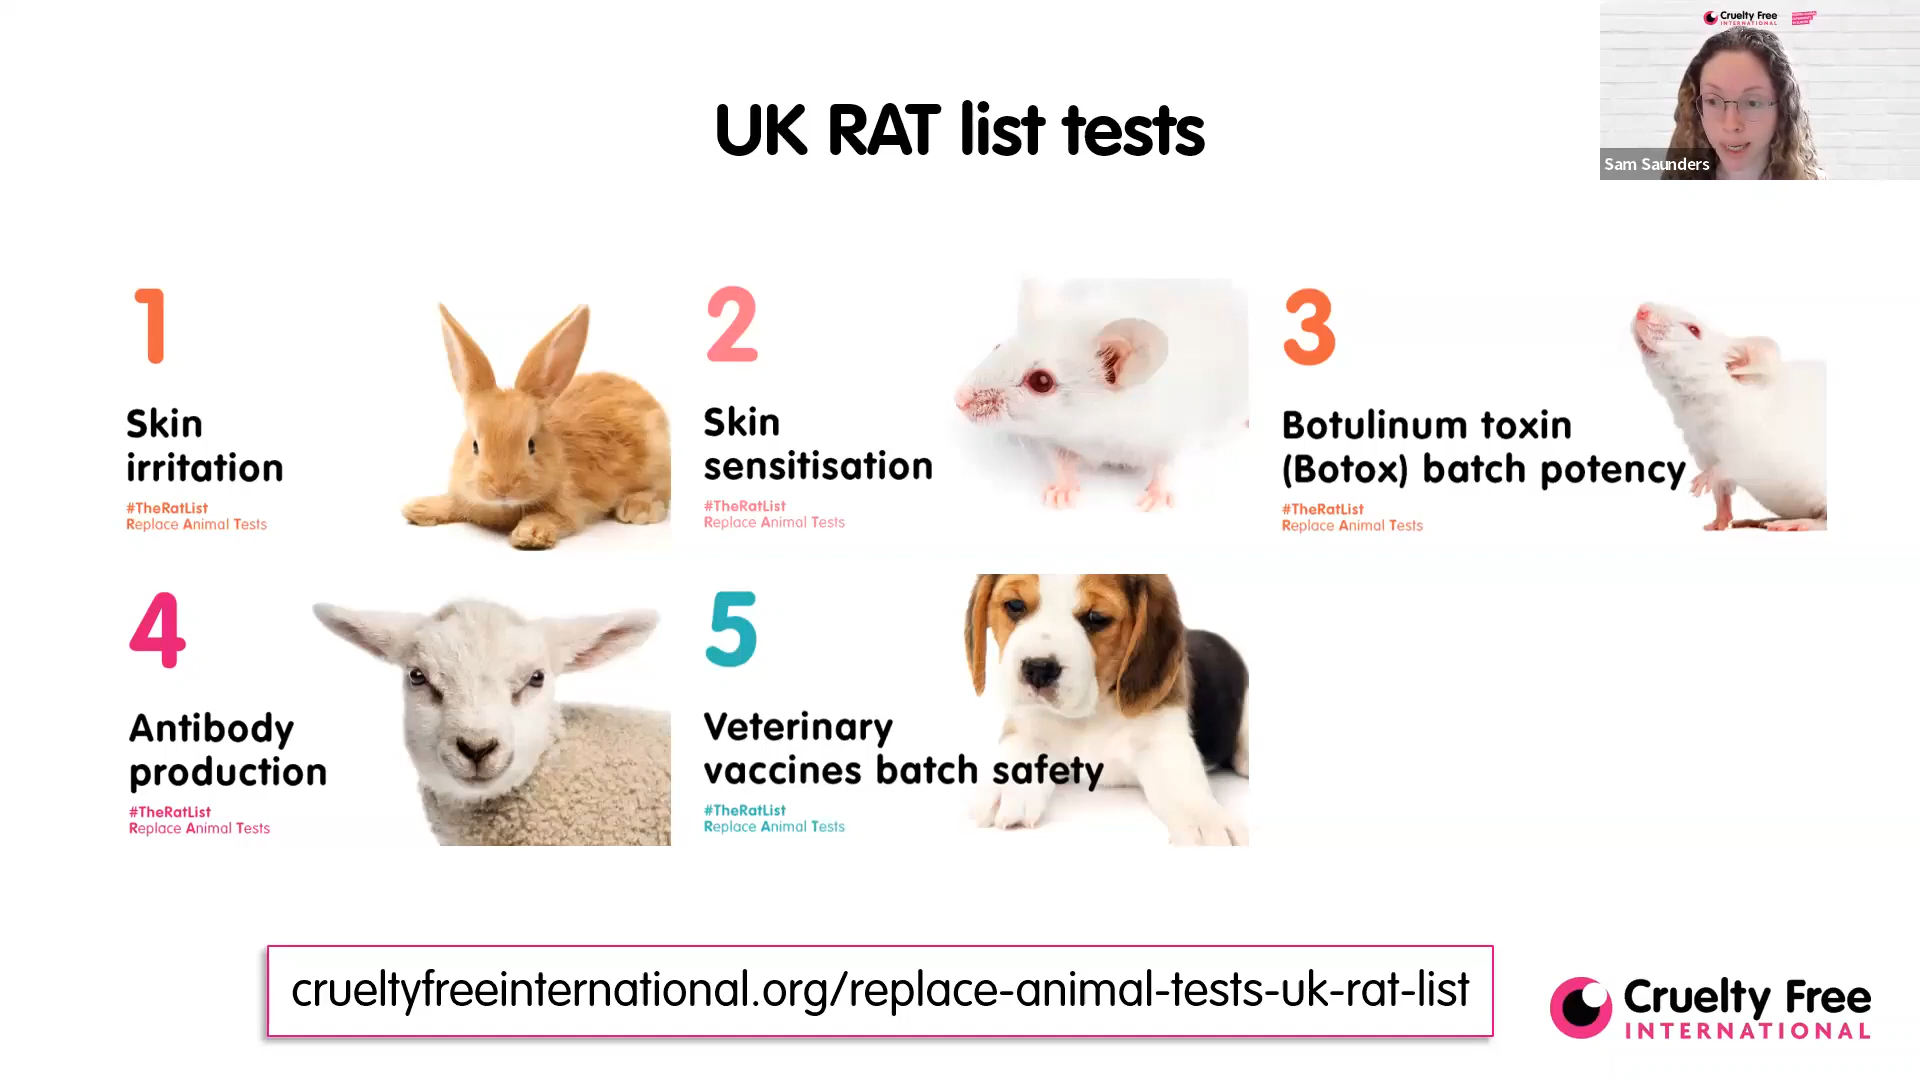 Cruelty Free
INTERNATIONAL
Sam Saunders
UK RAT list tests
1
Skin
irritation
#TheRatList
Replace Animal Tests
2
Skin
sensitisation
#TheRatList
Replace Animal Tests
3
Botulinum toxin
(Botox) batch potency
#TheRatList
Replace Animal Tests
4
Antibody
production
#TheRatList
Replace Animal Tests
5
Veterinary
vaccines batch safety
#TheRatList
Replace Animal Tests
crueltyfreeinternational.org/replace-animal-tests-uk-rat-list
Cruelty Free
INTERNATIONAL